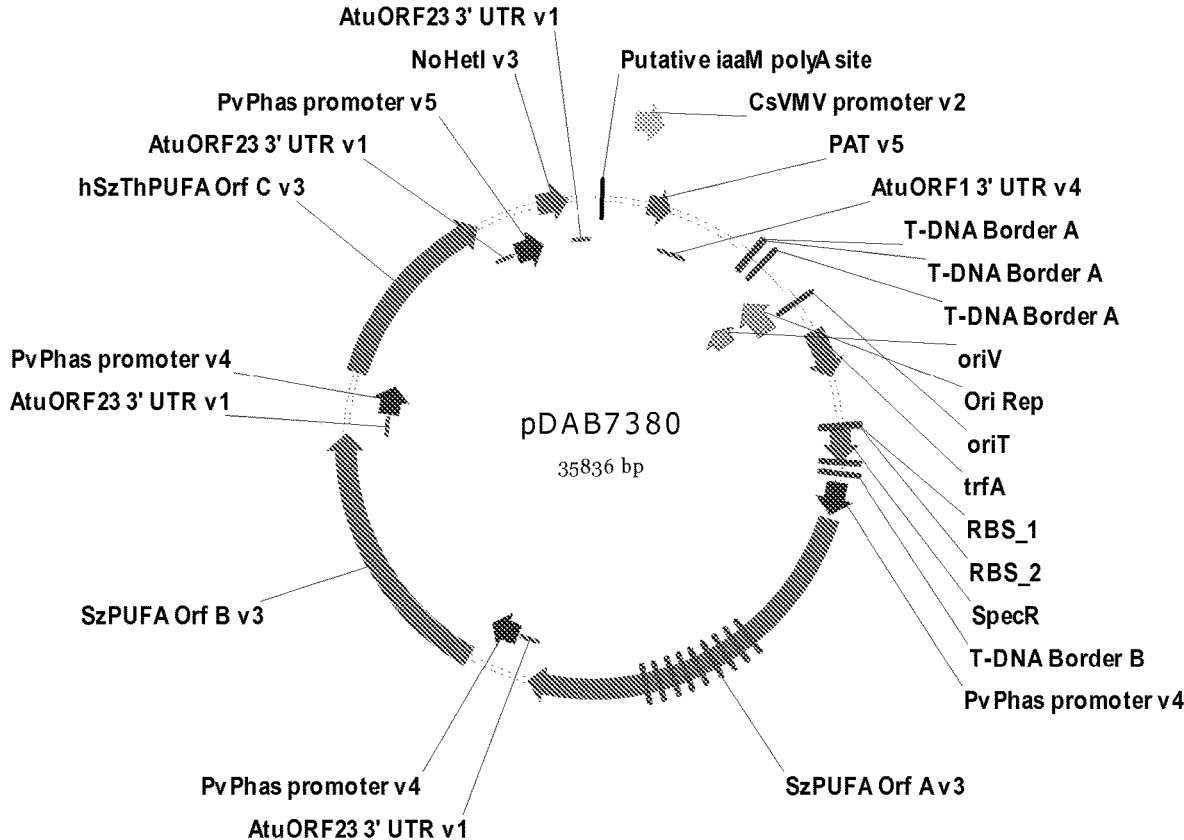 AtuORF23 3' UTR v1
NoHetI v3
Putative iaaM polyA site
PvPhas promoter v5
CsVMV promoter v2
AtuORF23 3' UTR v1
PAT v5
hSzThPUFA Orf C v3
AtuORF1 3' UTR v4
T-DNA Border A
T-DNA Border A
T-DNA Border A
PvPhas promoter v4
oriV
AtuORF23 3' UTR v1
Ori Rep
pDAB7380
oriT
35836 bp
trfA
RBS_1
RBS_2
SzPUFA Orf B v3
SpecR
T-DNA Border B
PvPhas promoter v4
PvPhas promoter v4
SzPUFA Orf A v3
AtuORF23 3' UTR v1